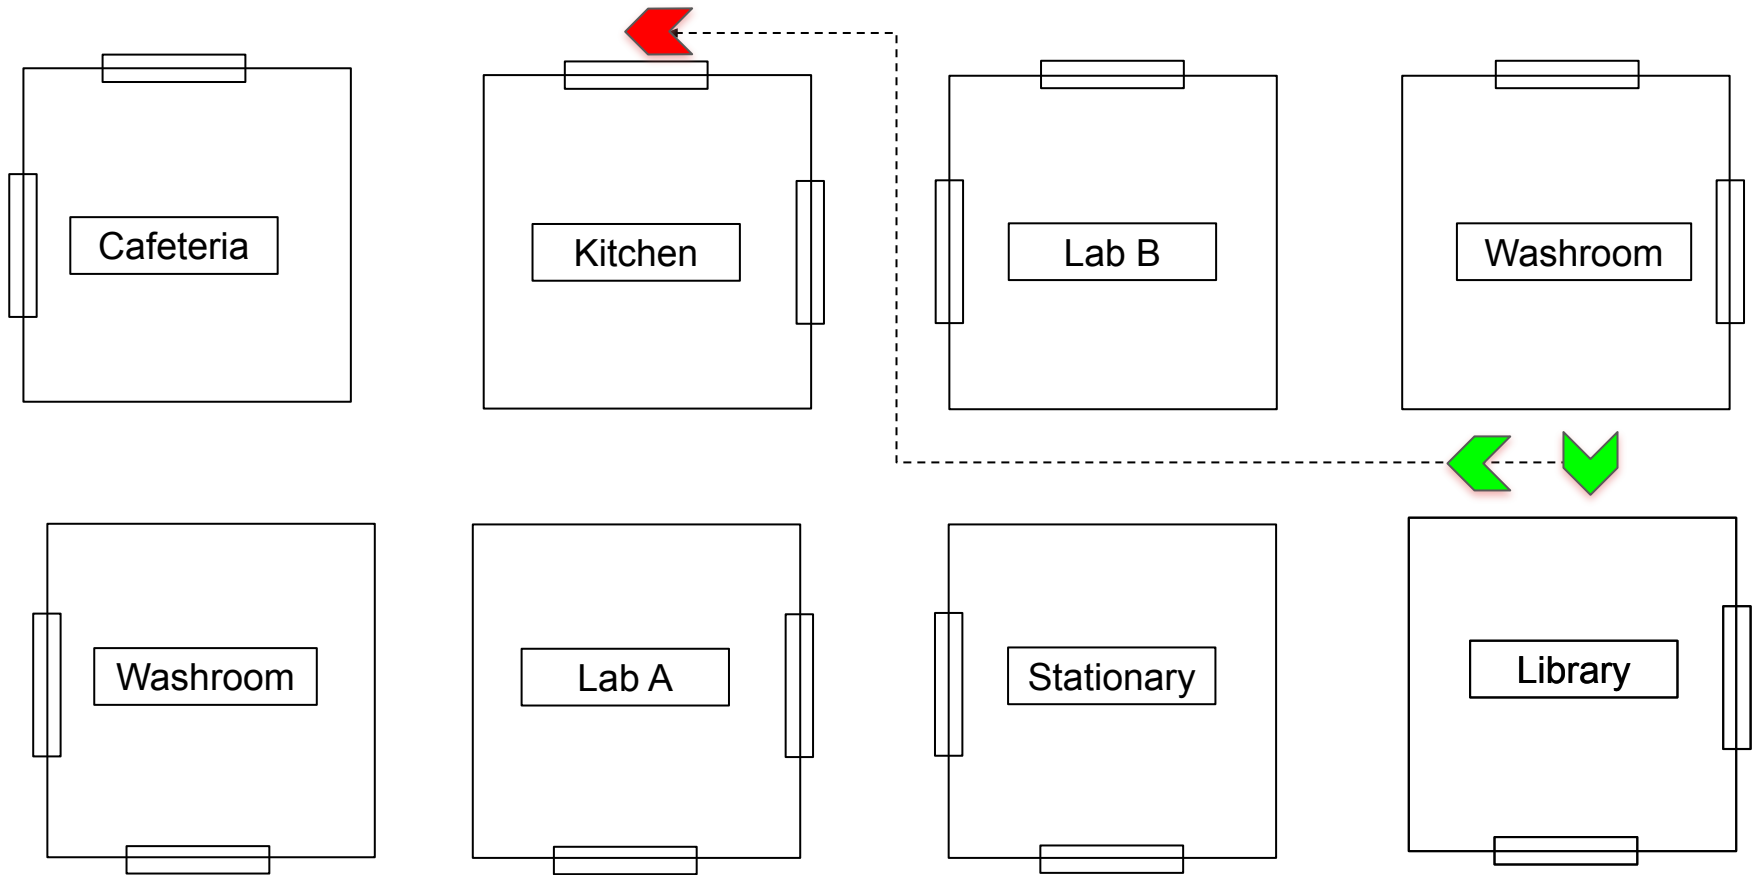 Cafeteria
Kitchen
Lab B
Washroom
Washroom
Lab A
Stationary
Library